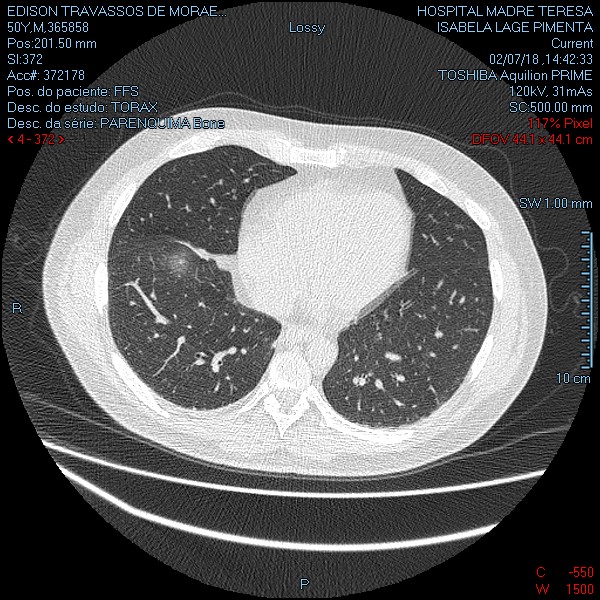 EDISON TRAVASSOS DE MORAE...
50Y,M,365858
Pos:201.50 mm
SI:372
Acc#: 372178
Pos. do paciente: FFS
Desc. do estudo: TORAX
Desc. da série: PARENQUIMA Bone
< 4 - 372 >
Lossy
HOSPITAL MADRE TERESA
ISABELA LAGE PIMENTA
Current
02/07/18 ,14:42:33
TOSHIBA Aquilion PRIME
120kV, 31mAs
SC:500.00 mm
117% Pixel
DFOV 44.1 x 44.1 cm
SW:1.00 mm
R
10 cm
P
C -550
W 1500